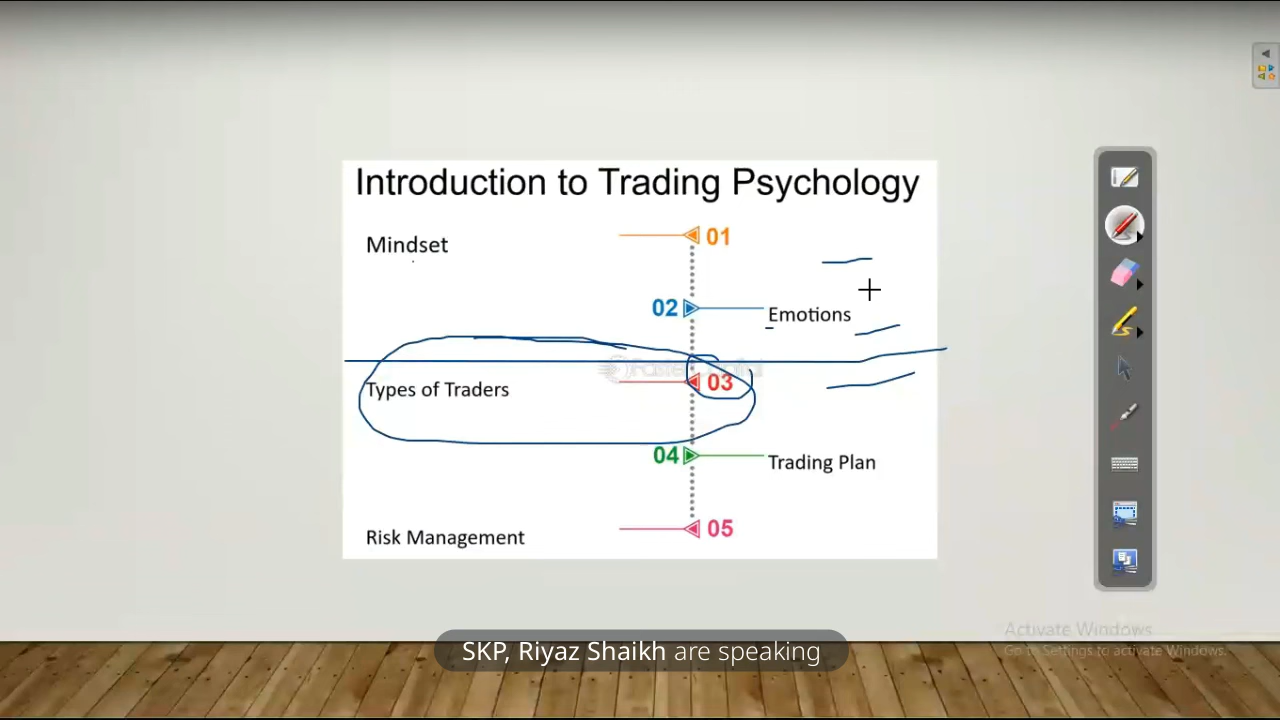 Introduction to Trading Psychology
Mindset
01
02
Emotions
Types of Traders
03
04
Trading Plan
Risk Management
05
Activate Windows
Go to Settings to activate Windows.
SKP, Riyaz Shaikh are speaking